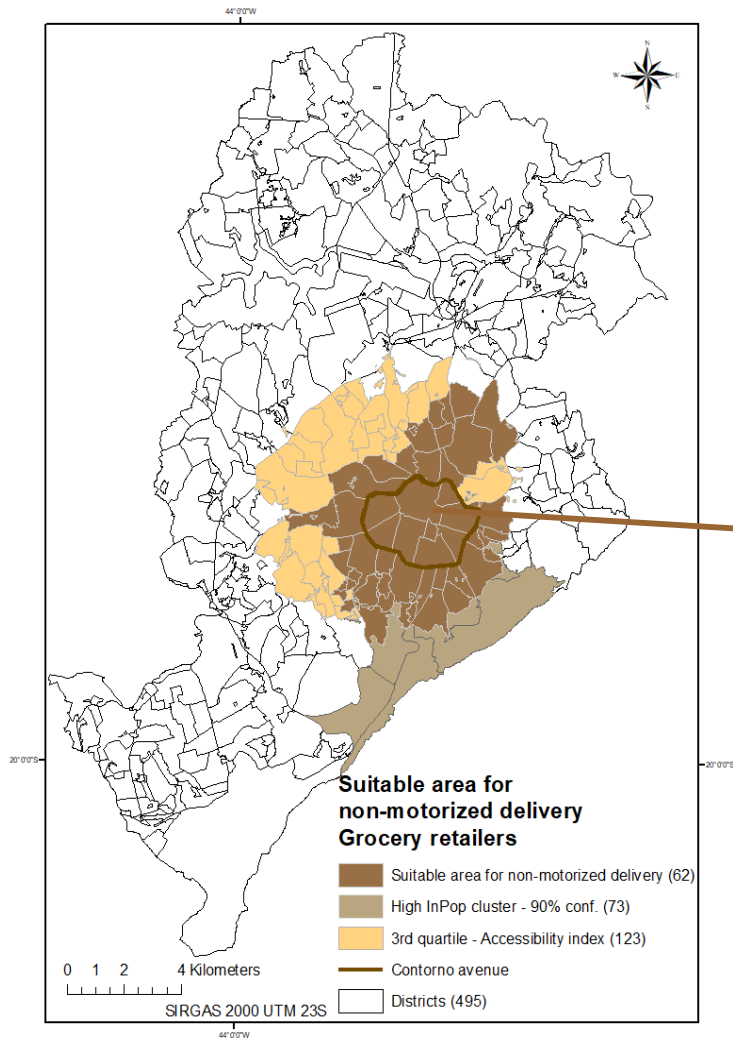 44°0'0"W
N
W
E
S
20°0'0"S
20°0'0"S
Suitable area for
non-motorized delivery
Grocery retailers
Suitable area for non-motorized delivery (62)
High InPop cluster - 90% conf. (73)
3rd quartile - Accessibility index (123)
Contorno avenue
Districts (495)
0 1 2 4 Kilometers
SIRGAS 2000 UTM 23S
44°0'0"W